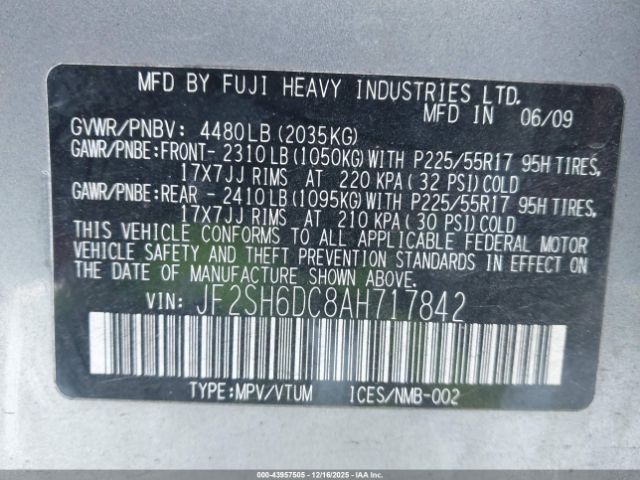 MFD BY FUJI HEAVY INDUSTRIES LTD.
MFD IN 06/09
GVWR/PNBV: 4480LB(2035KG)
GAWR/PNBE:FRONT-2310LB(1050KG)WITH P225/55R17 95H TIRES,
17X7JJ RIMS AT 220 KPA(32 PSI)COLD
GAWR/PNBE:REAR -2410LB(1095KG)WITH P225/55R17 95H TIRES,
17X7JJ RIMS AT 210 KPA(30 PSI)COLD
THIS VEHICLE CONFORMS TO ALL APPLICABLE FEDERAL MOTOR
VEHICLE SAFETY AND THEFT PREVENTION STANDARDS IN EFFECT ON
THE DATE OF MANUFACTURE SHOWN ABOVE.
VIN: JF2SH6DC8AH717842
TYPE:MPV/VTUM ICES/NMB-002
000-43957505 - 12/16/2025 - IAAI.com